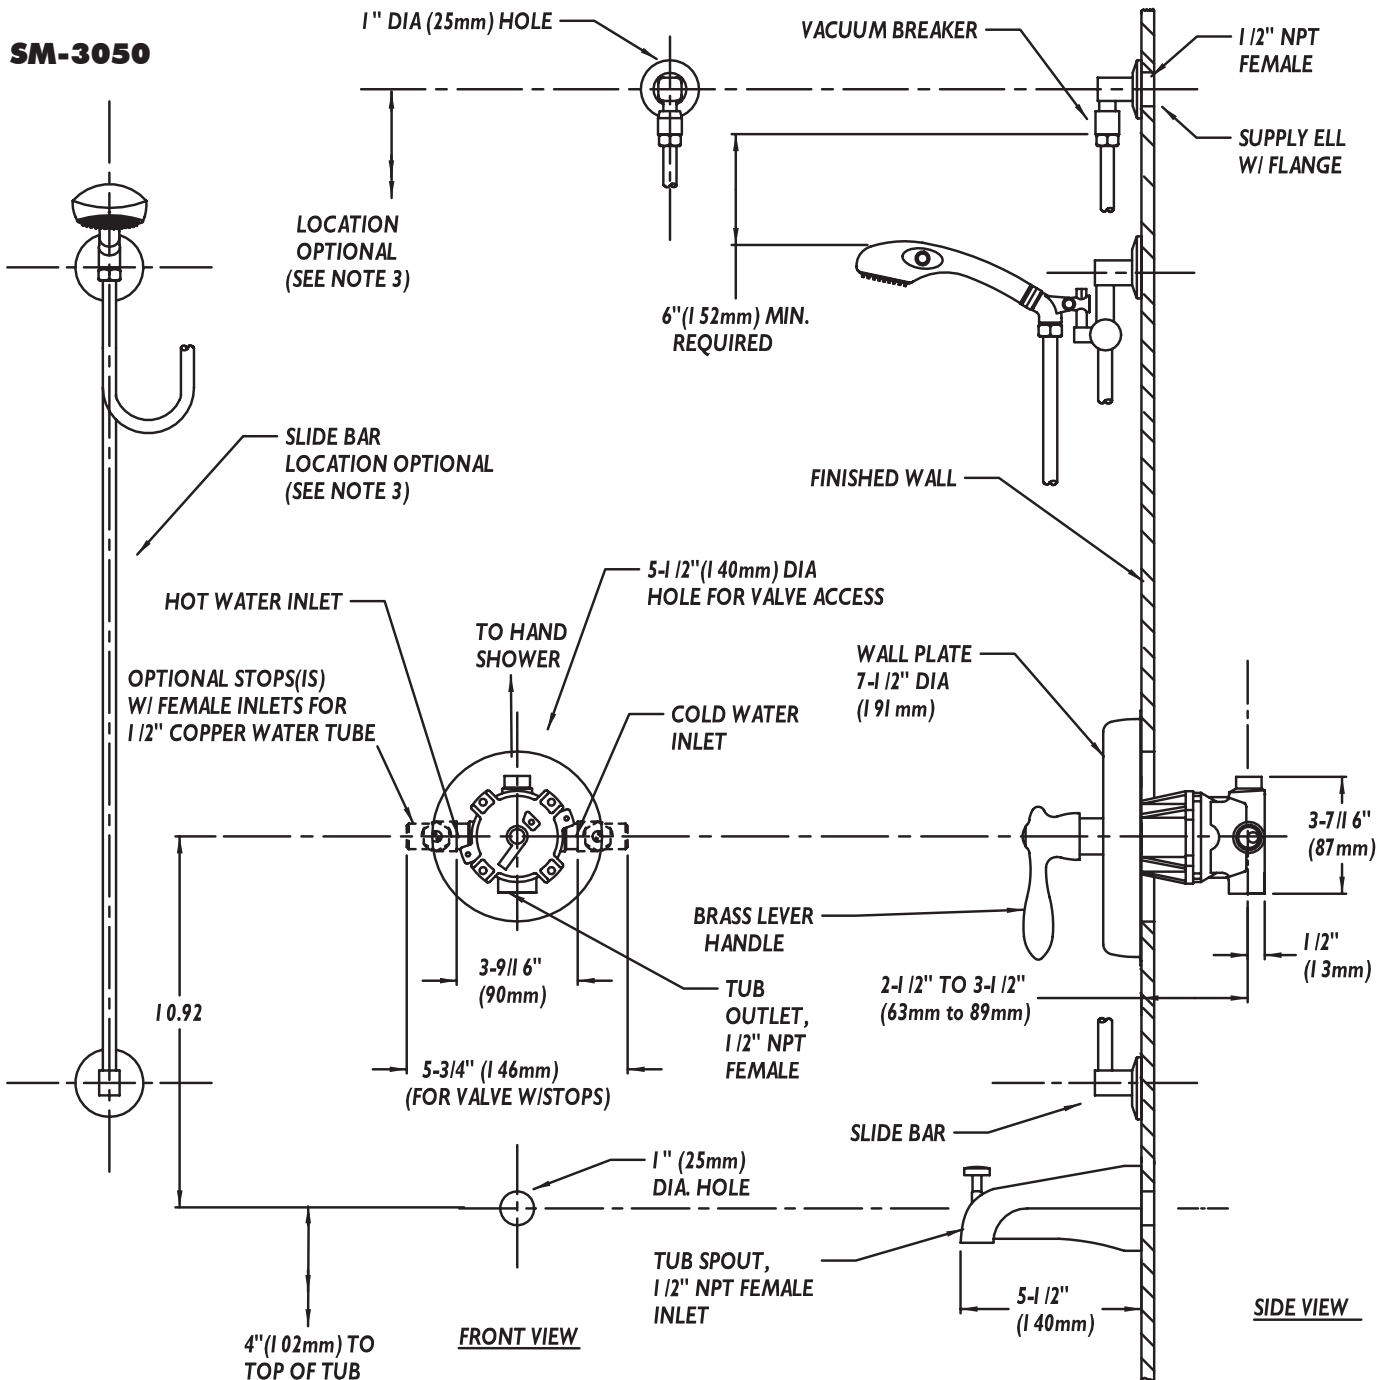 SM-3050
1" DIA (25mm) HOLE
VACUUM BREAKER
1/2" NPT
FEMALE
SUPPLY ELL
W/ FLANGE
LOCATION
OPTIONAL
(SEE NOTE 3)
6"(152mm) MIN.
REQUIRED
SLIDE BAR
LOCATION OPTIONAL
(SEE NOTE 3)
FINISHED WALL
5-1/2"(140mm) DIA
HOLE FOR VALVE ACCESS
HOT WATER INLET
TO HAND
SHOWER
WALL PLATE
7-1/2" DIA
(191mm)
OPTIONAL STOPS(IS)
W/ FEMALE INLETS FOR
1/2" COPPER WATER TUBE
COLD WATER
INLET
3-7/16"
(87mm)
BRASS LEVER
HANDLE
1/2"
(13mm)
3-9/16"
(90mm)
2-1/2" TO 3-1/2"
(63mm to 89mm)
TUB
OUTLET,
1/2" NPT
FEMALE
10.92
5-3/4" (146mm)
(FOR VALVE W/STOPS)
SLIDE BAR
1" (25mm)
DIA. HOLE
TUB SPOUT,
1/2" NPT FEMALE
INLET
5-1/2"
(140mm)
SIDE VIEW
4"(102mm) TO
TOP OF TUB
FRONT VIEW